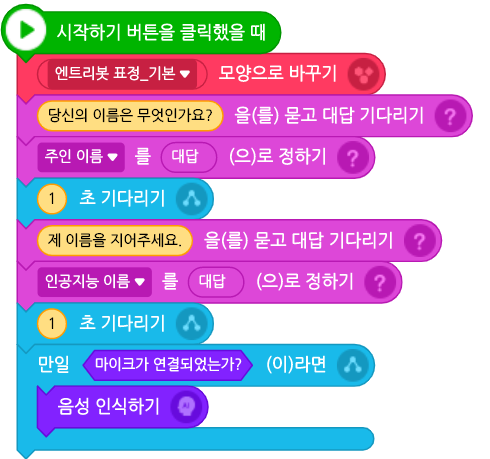 시작하기 버튼을 클릭했을 때
엔트리봇 표정_기본 ▼ 모양으로 바꾸기
당신의 이름은 무엇인가요? 을(를) 묻고 대답 기다리기 ?
주인 이름 ▼ 를 대답 (으)로 정하기 ?
1 초 기다리기
제 이름을 지어주세요. 을(를) 묻고 대답 기다리기 ?
인공지능 이름 ▼ 를 대답 (으)로 정하기 ?
1 초 기다리기
만일 마이크가 연결되었는가? (이)라면
음성 인식하기